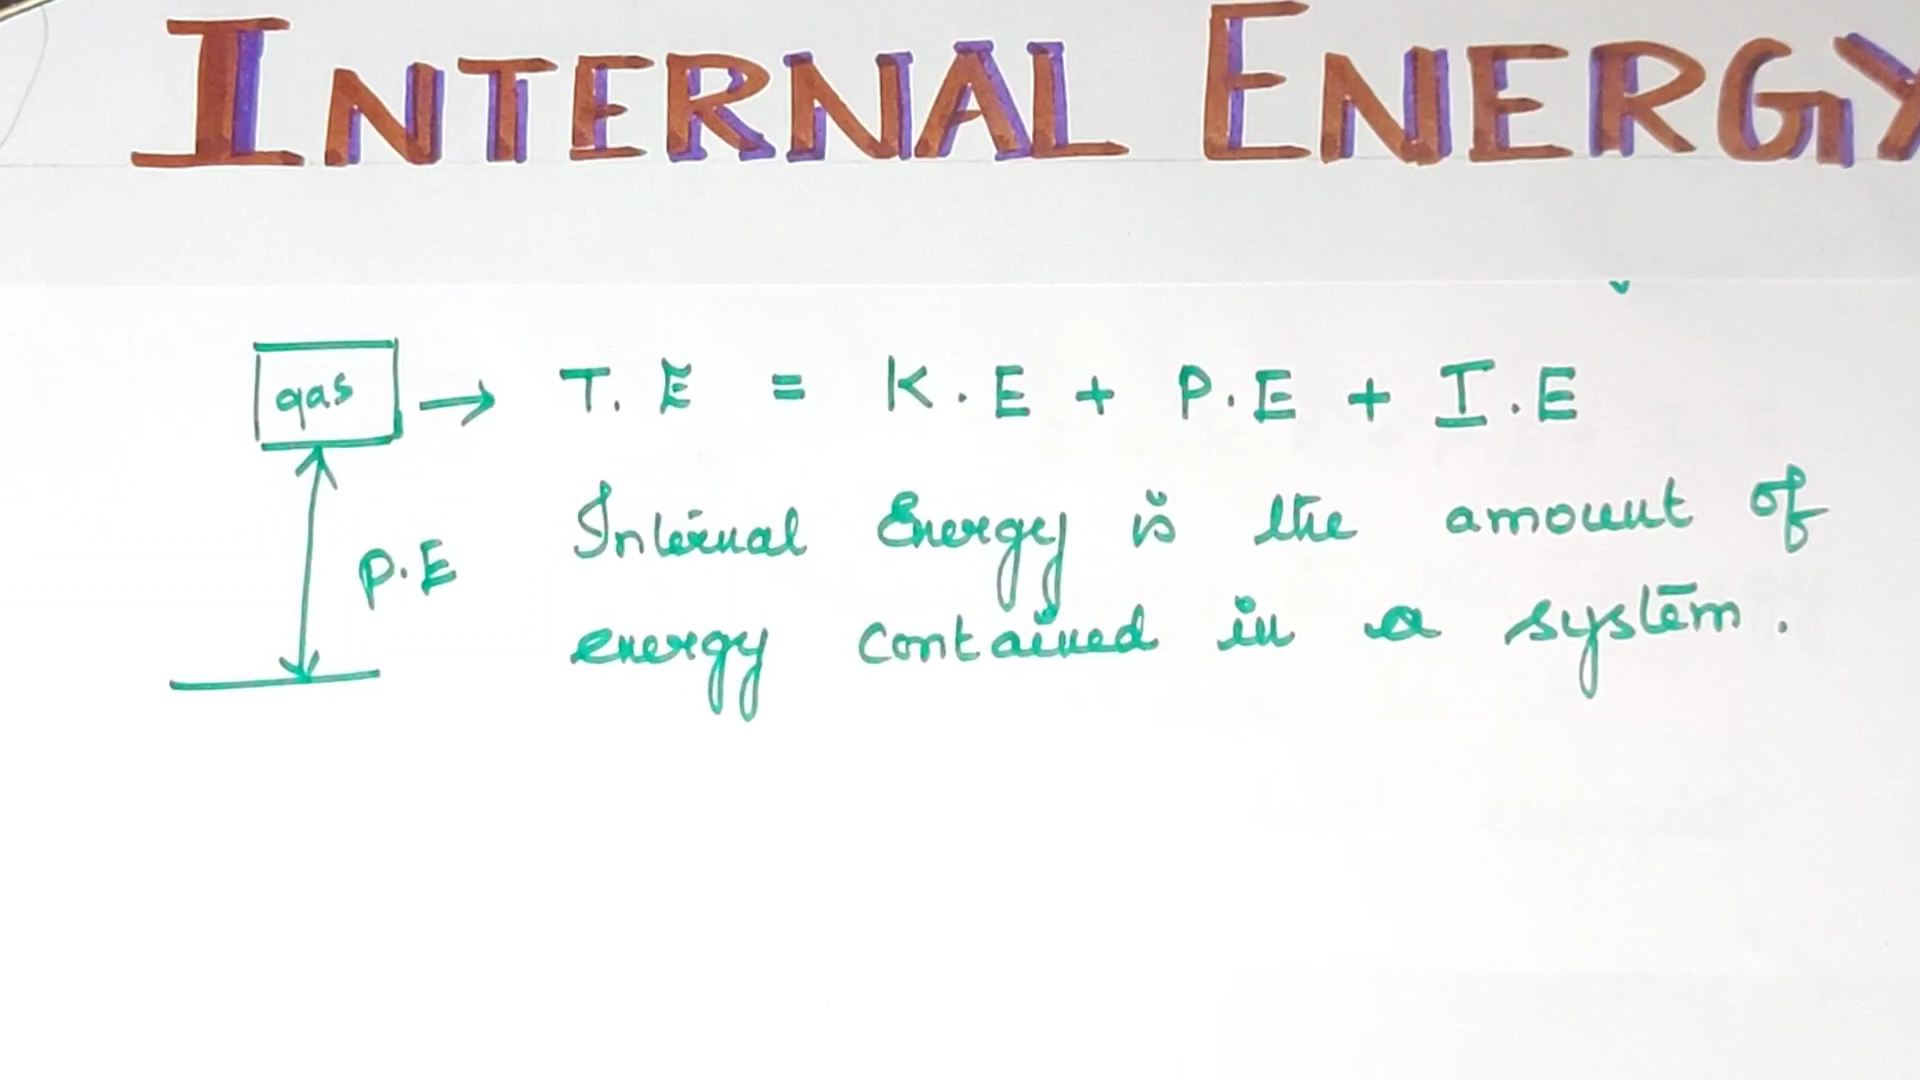 INTERNAL ENERGY
gas → T.E = K.E + P.E + I.E
Internal Energy is the amount of
P.E
energy contained in a system.